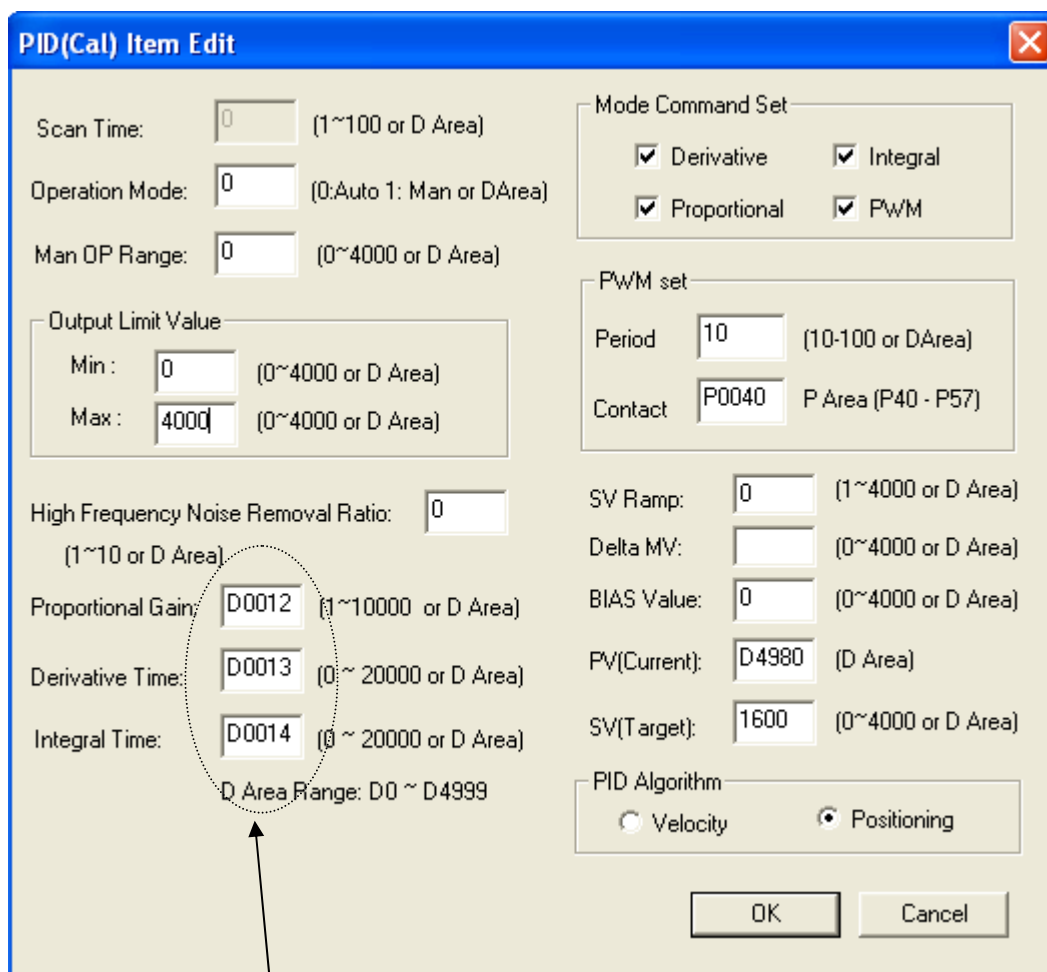 PID(Cal) Item Edit
Scan Time: 0 (1~100 or D Area)
Operation Mode: 0 (0:Auto 1: Man or DArea)
Man OP Range: 0 (0~4000 or D Area)
Output Limit Value
Min : 0 (0~4000 or D Area)
Max : 4000 (0~4000 or D Area)
High Frequency Noise Removal Ratio: 0
(1~10 or D Area)
Proportional Gain: D0012 (1~10000 or D Area)
Derivative Time: D0013 (0 ~ 20000 or D Area)
Integral Time: D0014 (0 ~ 20000 or D Area)
D Area Range: D0 ~ D4999
Mode Command Set
Derivative Integral
Proportional PWM
PWM set
Period 10 (10-100 or DArea)
Contact P0040 P Area (P40 - P57)
SV Ramp: 0 (1~4000 or D Area)
Delta MV: (0~4000 or D Area)
BIAS Value: 0 (0~4000 or D Area)
PV(Current): D4980 (D Area)
SV(Target): 1600 (0~4000 or D Area)
PID Algorithm
Velocity Positioning
OK Cancel